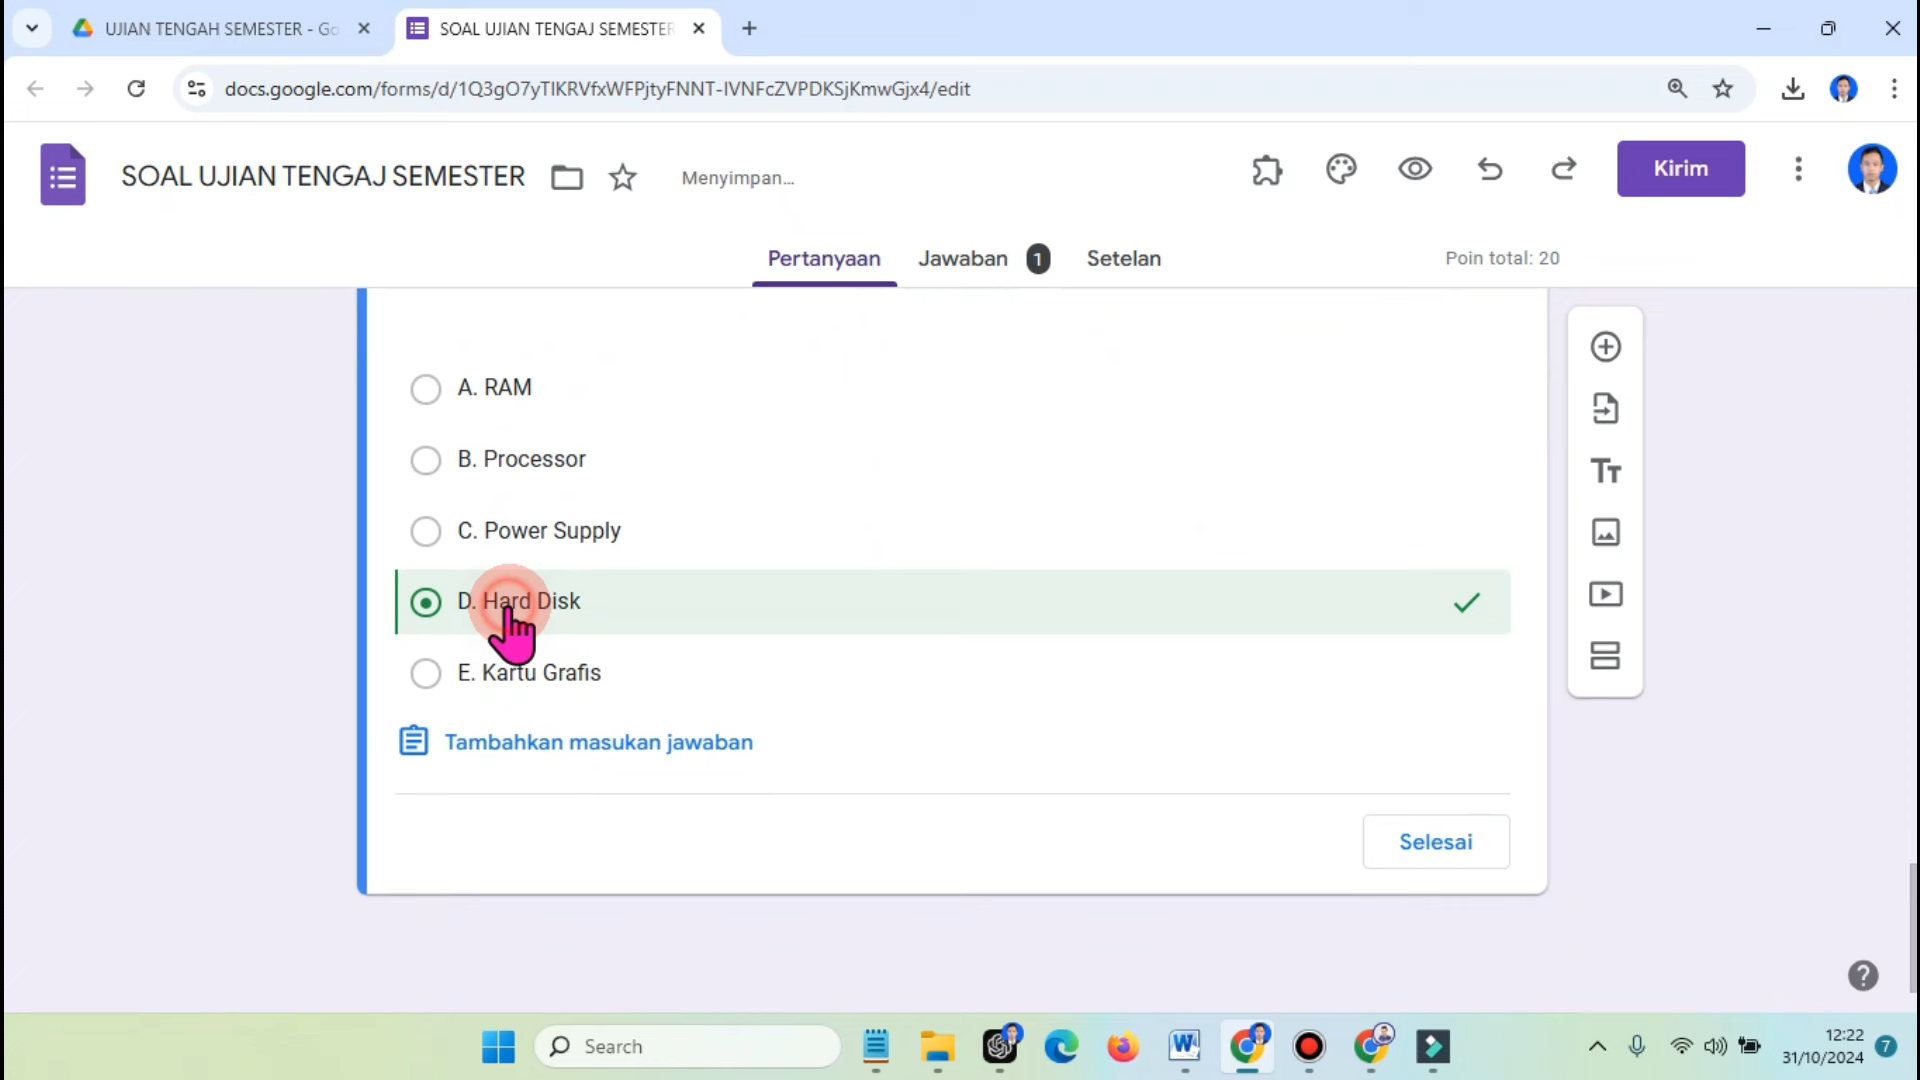 UJIAN TENGAH SEMESTER - Go
SOAL UJIAN TENGAJ SEMESTER
docs.google.com/forms/d/1Q3gO7yTIKRVfxWFPjtyFNNT-IVNFcZVPDKSjKmwGjx4/edit
SOAL UJIAN TENGAJ SEMESTER
Menyimpan...
Kirim
Pertanyaan
Jawaban 1
Setelan
Poin total: 20
A. RAM
B. Processor
C. Power Supply
D. Hard Disk
E. Kartu Grafis
Tambahkan masukan jawaban
Selesai
Search
12:22
31/10/2024
7